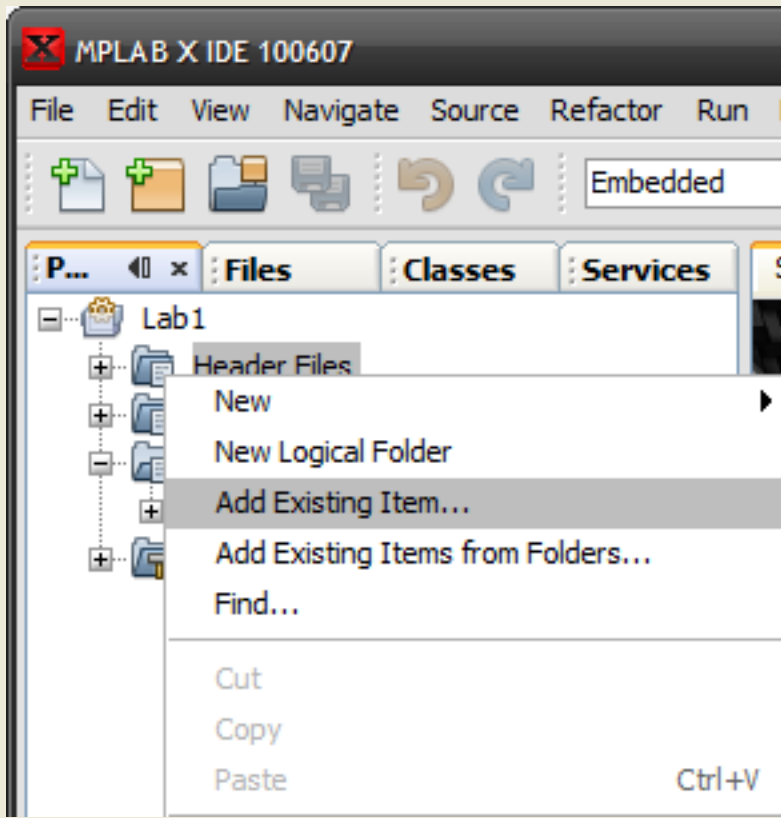 MPLAB X IDE 100607
File Edit View Navigate Source Refactor Run
Embedded
P... Files Classes Services
Lab1
Header Files
New
New Logical Folder
Add Existing Item...
Add Existing Items from Folders...
Find...
Cut
Copy
Paste Ctrl+V